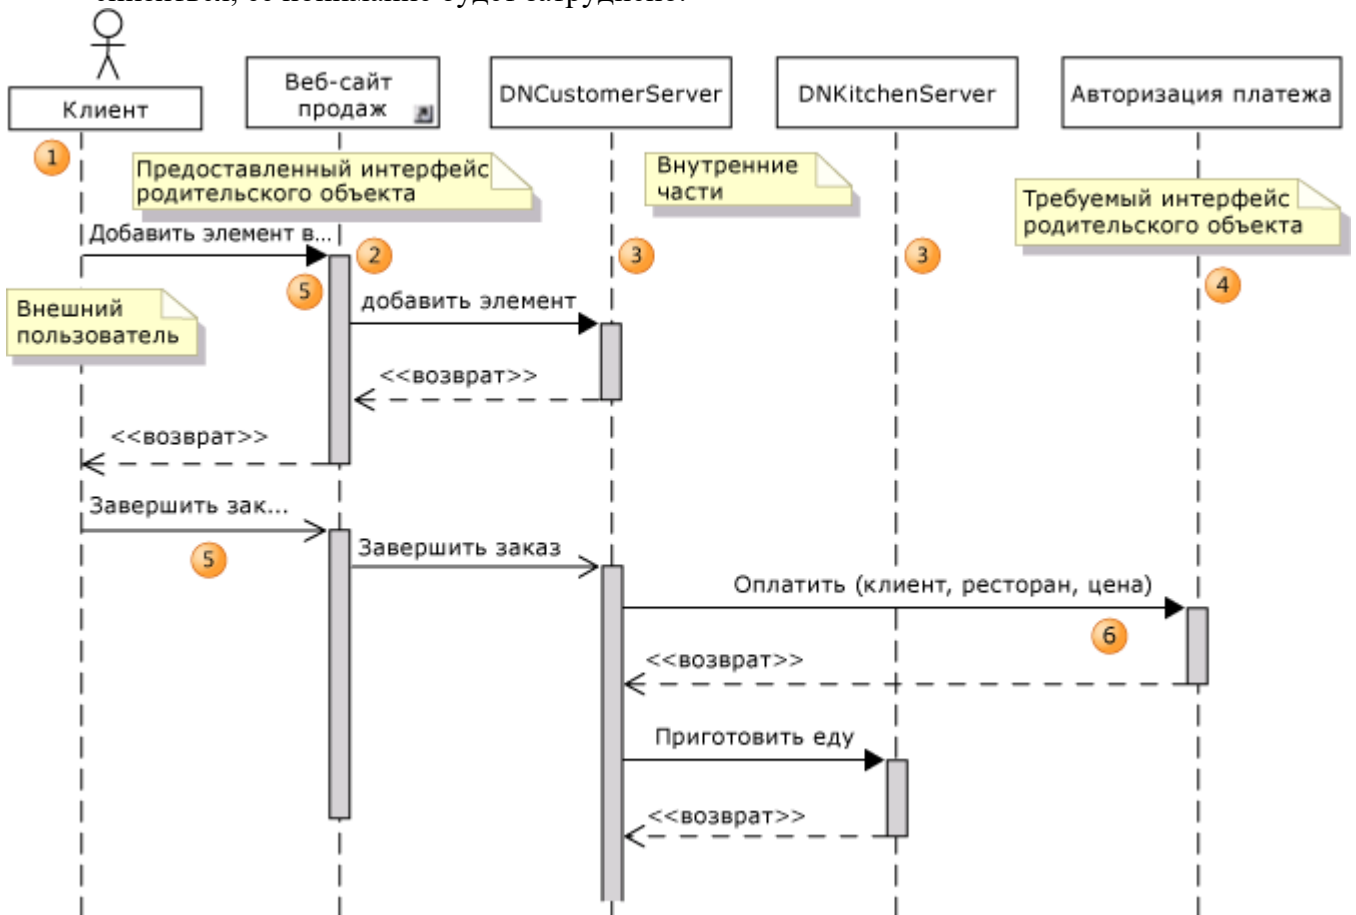 Клиент
Веб-сайт
продаж
DNCustomerServer
DNKitchenServer
Авторизация платежа
1
Предоставленный интерфейс
родительского объекта
Внутренние
части
Требуемый интерфейс
родительского объекта
Добавить элемент в...
2
3
3
4
5
Внешний
пользователь
добавить элемент
<<возврат>>
<<возврат>>
Завершить зак...
5
Завершить заказ
Оплатить (клиент, ресторан, цена)
6
<<возврат>>
Приготовить еду
<<возврат>>